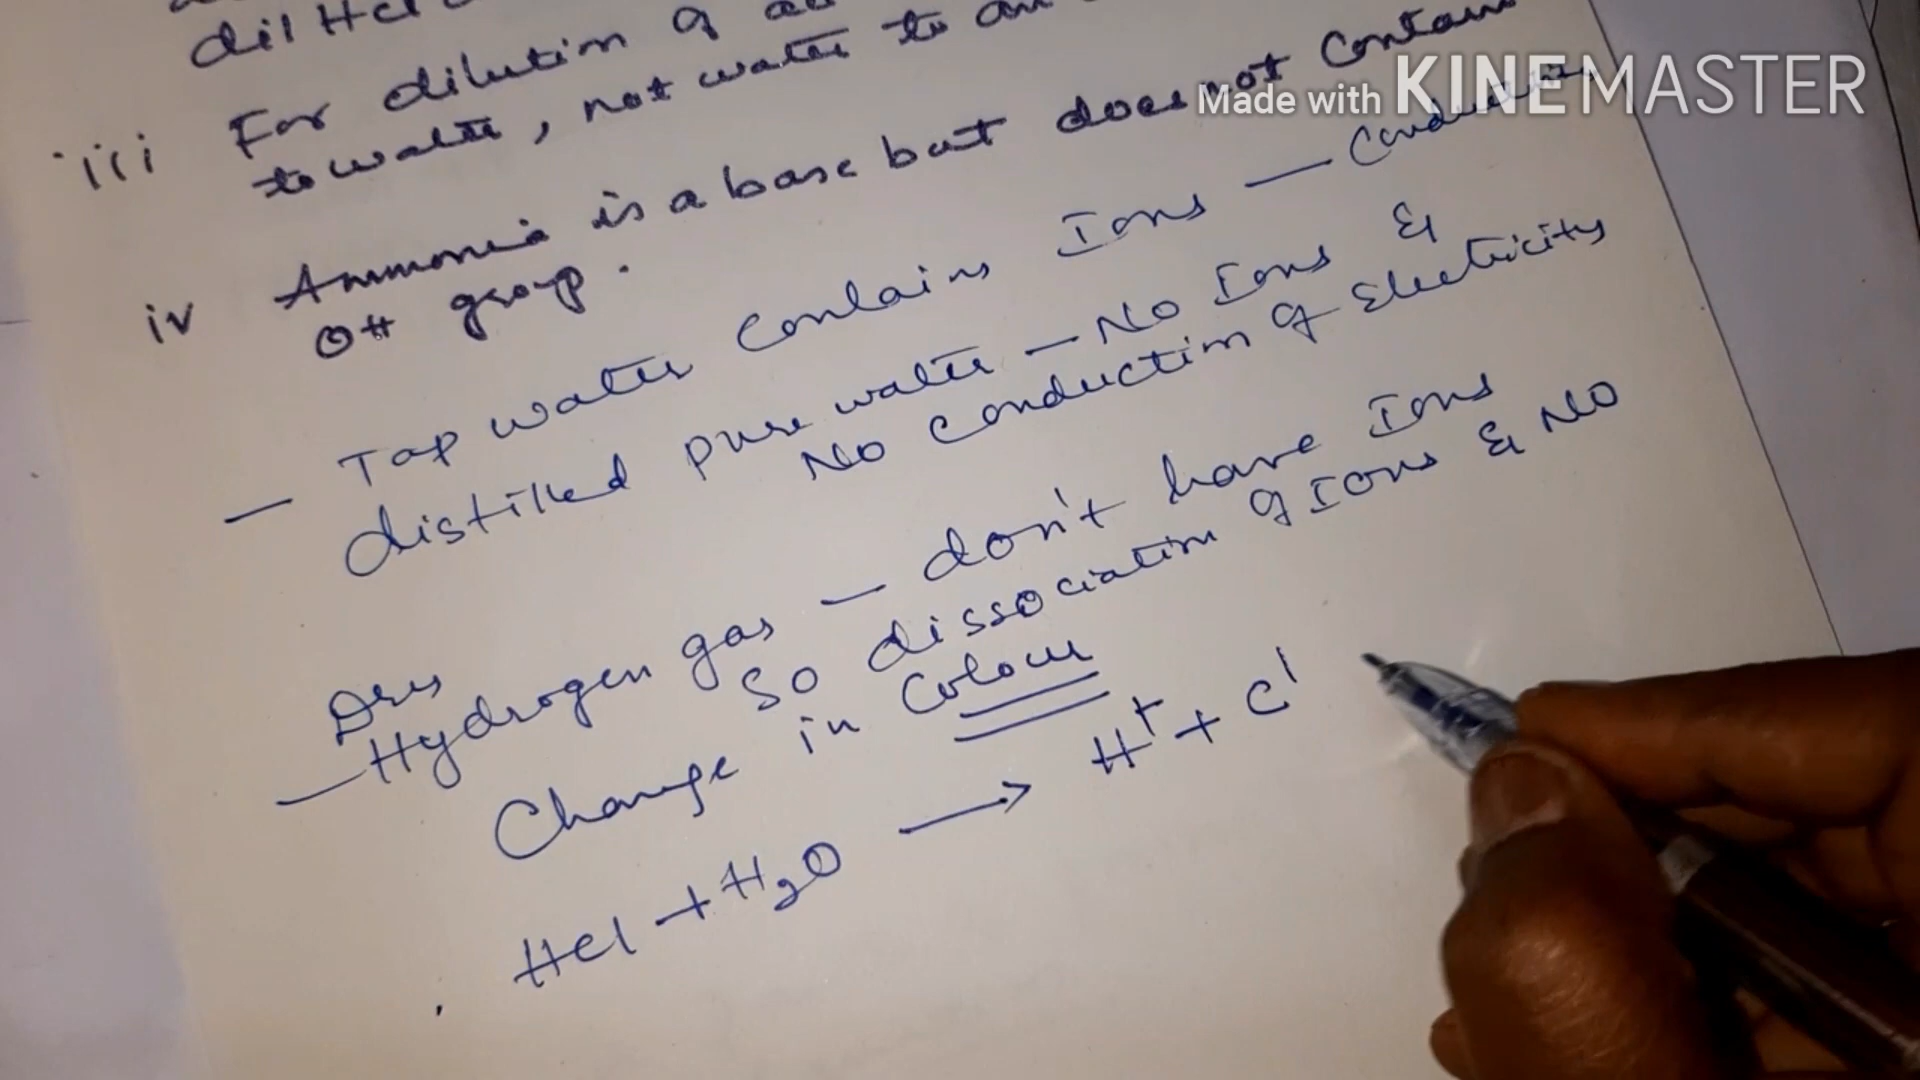 dil HCl
iii For dilution of
to water, not water to an
iv Ammonia is a base but does not contain
OH group.
Made with KINEMASTER
— Tap water contains Ions — Conduction
distilled pure water — No Ions &
No Conduction of Electricity
Dry
— Hydrogen gas — don't have Ions
So dissociation of Ions & No
Change in Colour
HCl + H2O → H+ + Cl